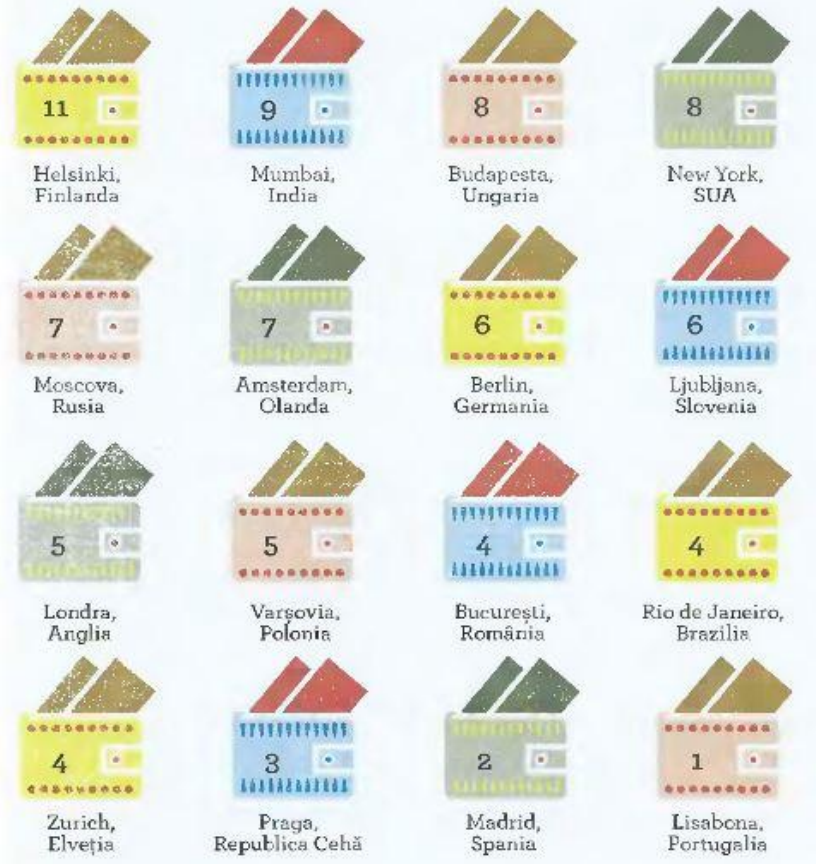 11
9
8
8
Helsinki,
Finlanda
Mumbai,
India
Budapesta,
Ungaria
New York,
SUA
7
7
6
6
Moscova,
Rusia
Amsterdam,
Olanda
Berlin,
Germania
Ljubljana,
Slovenia
5
5
4
4
Londra,
Anglia
Varșovia,
Polonia
București,
România
Rio de Janeiro,
Brazilia
4
3
2
1
Zurich,
Elveția
Praga,
Republica Cehă
Madrid,
Spania
Lisabona,
Portugalia